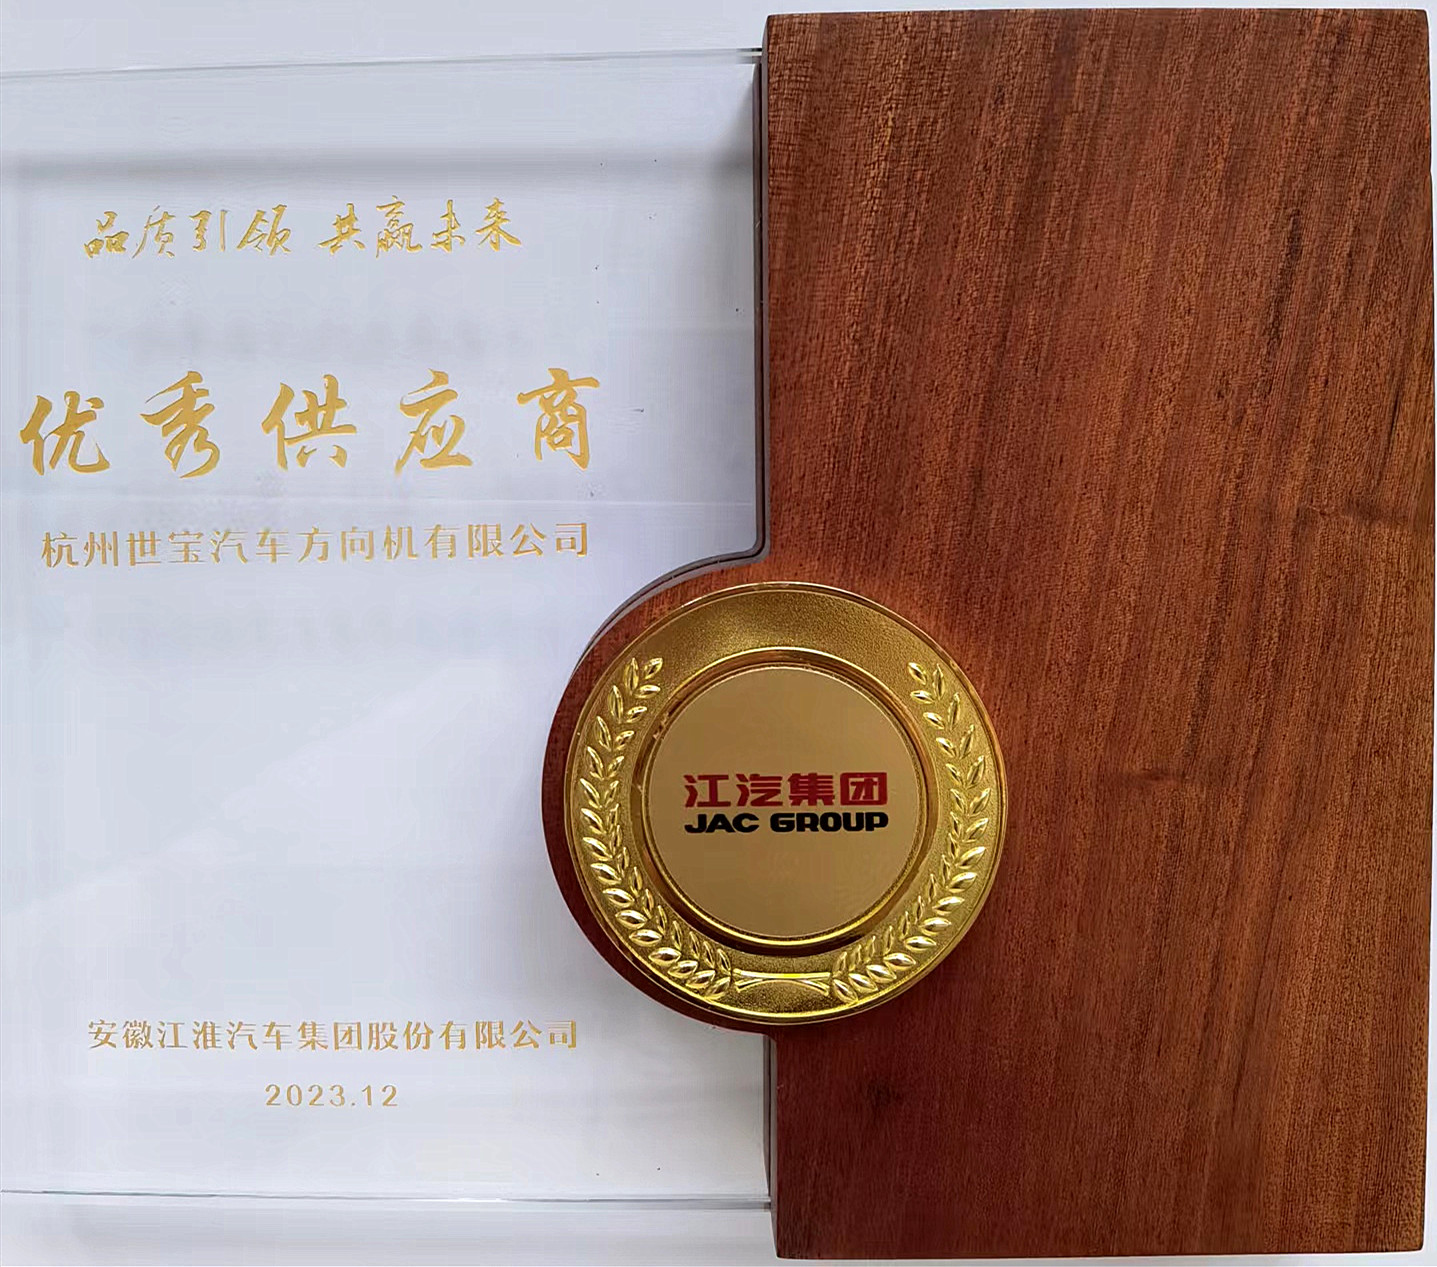 品质引领 共赢未来
优秀供应商
杭州世宝汽车方向机有限公司
江汽集团
JAC GROUP
安徽江淮汽车集团股份有限公司
2023.12